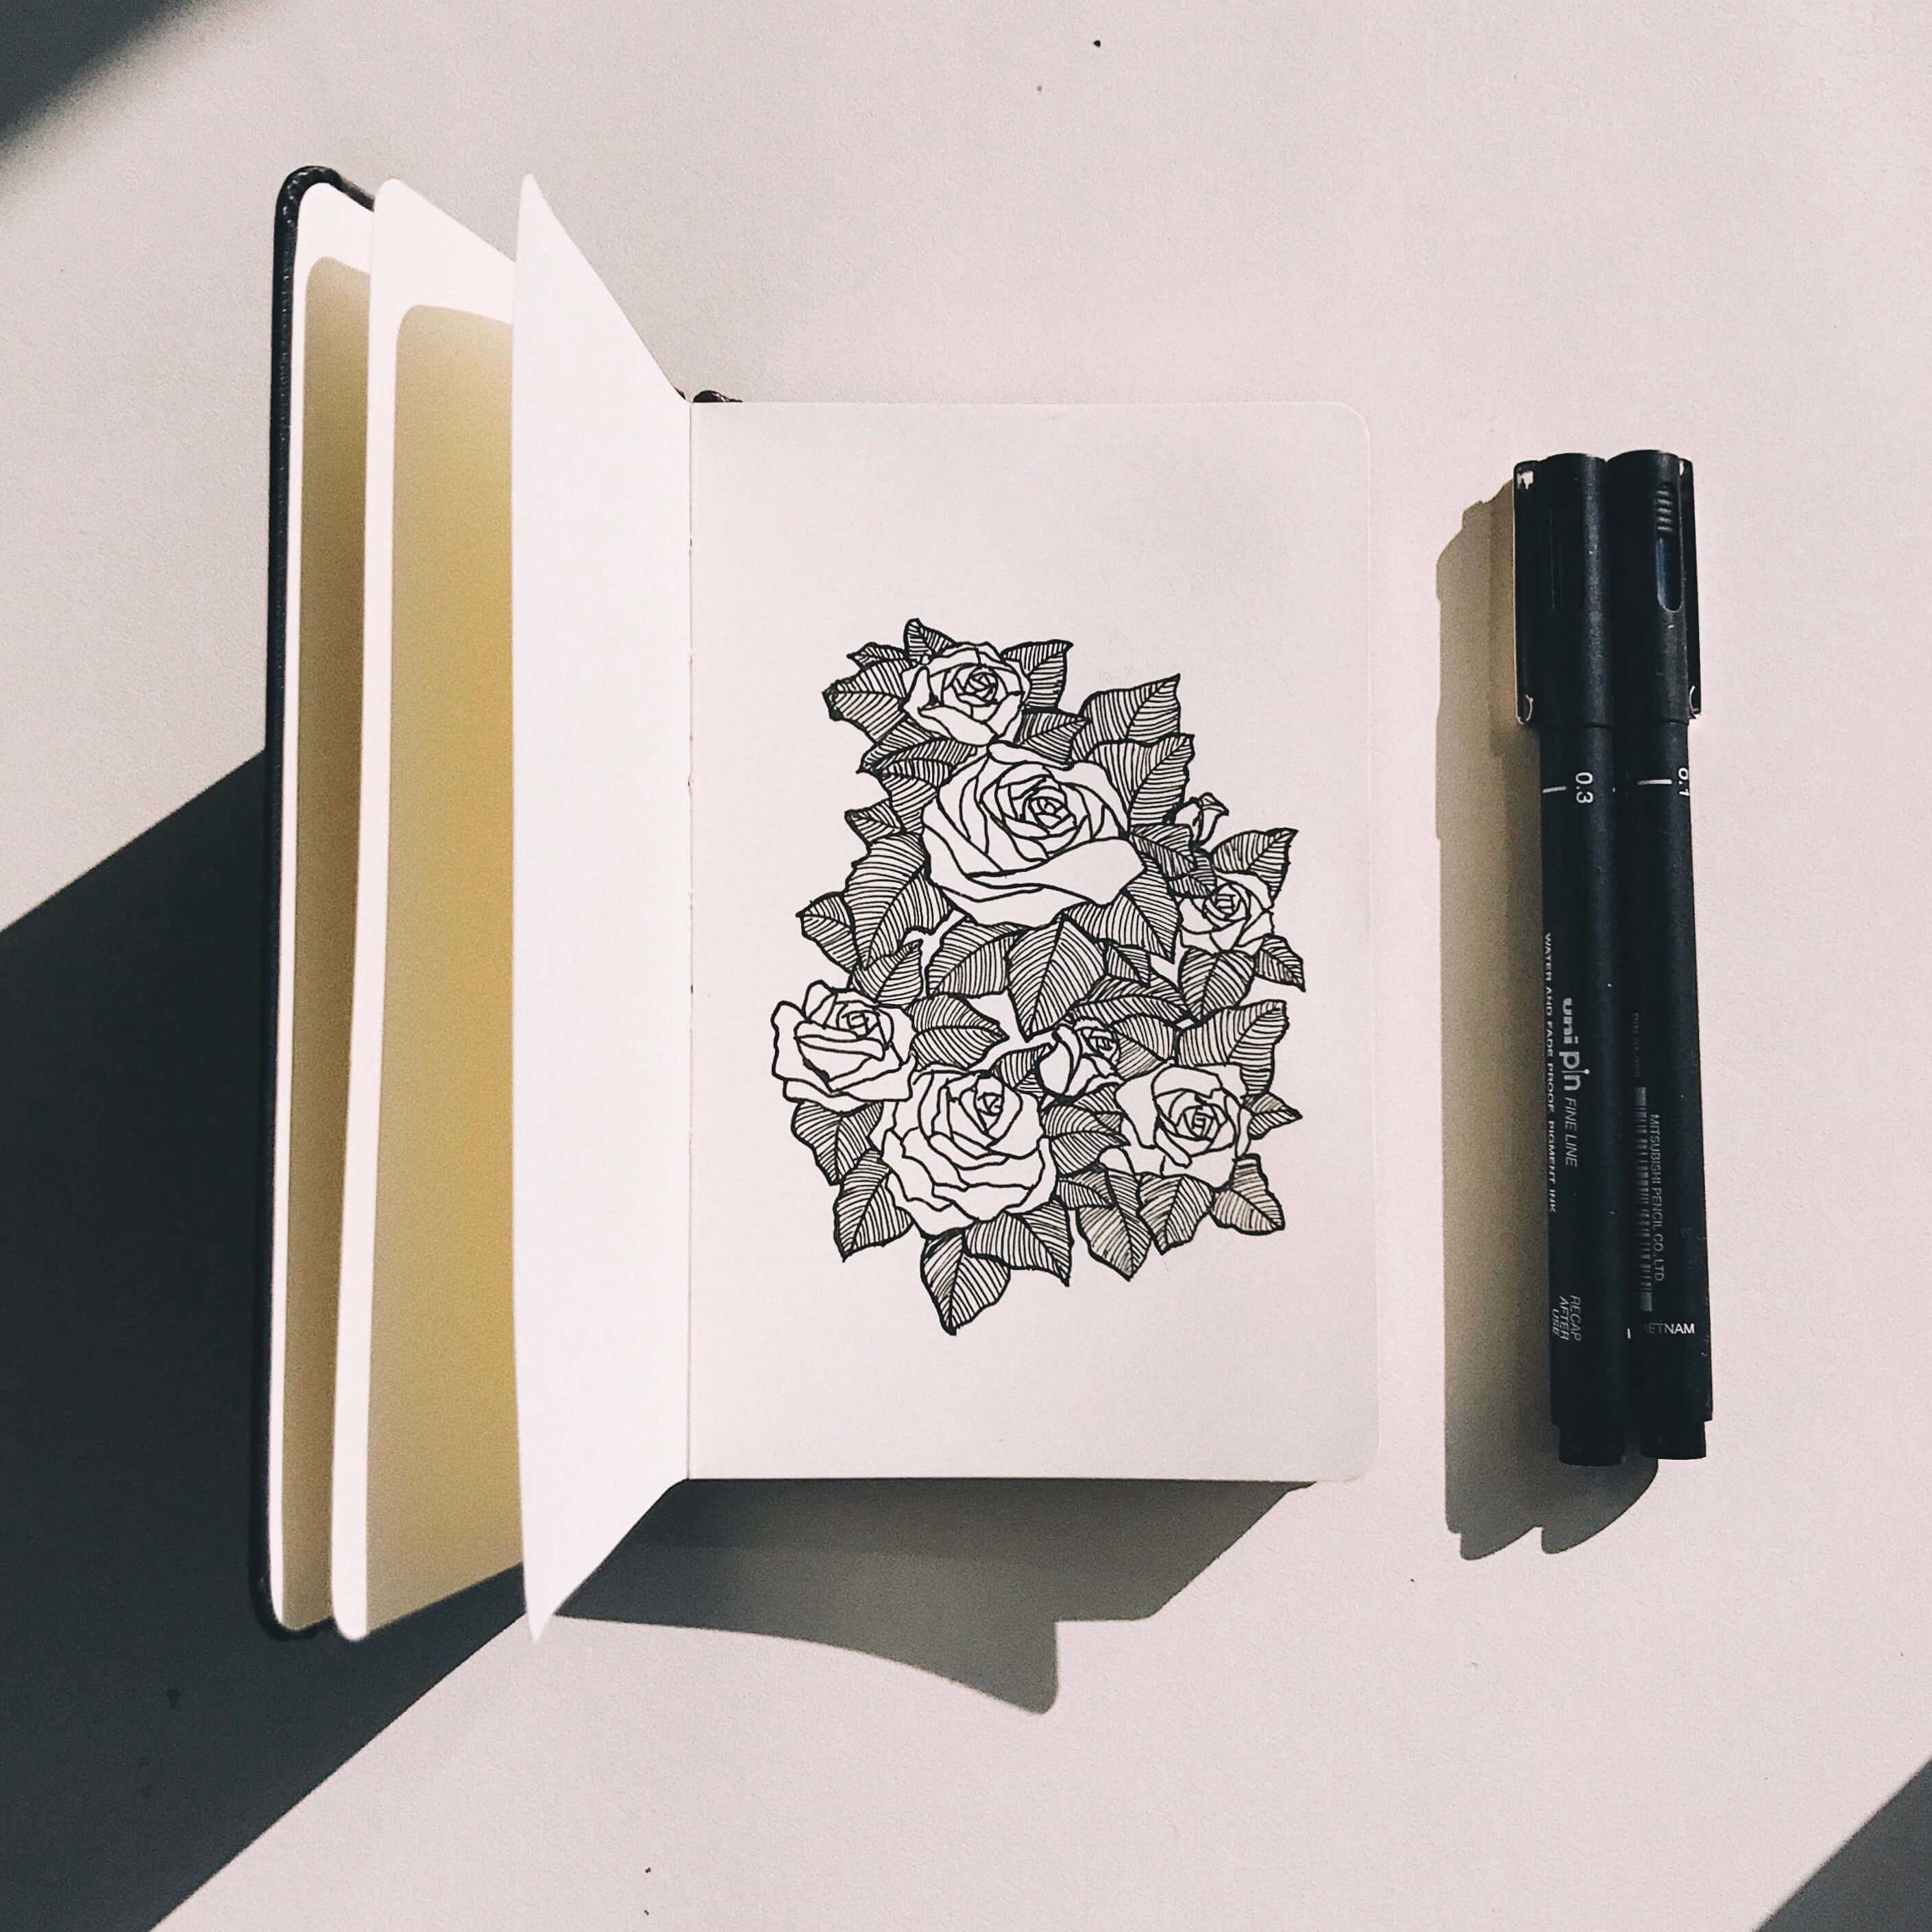 0.3
0.1
uni pin FINE LINE
WATER AND FADE PROOF, PIGMENT INK
RECAP
AFTER
USE
MITSUBISHI PENCIL CO., LTD.